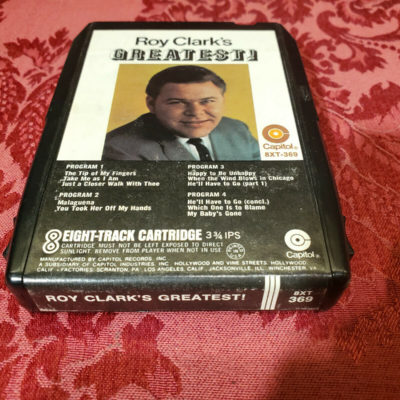 Roy Clark's
GREATEST!
Capitol®
8XT-369
PROGRAM 1
The Tip of My Fingers
Take Me as I Am
Just a Closer Walk With Thee
PROGRAM 2
Malaguena
You Took Her Off My Hands
PROGRAM 3
Happy to Be Unhappy
When the Wind Blows in Chicago
He'll Have to Go (part 1)
PROGRAM 4
He'll Have to Go (concl.)
Which One is to Blame
My Baby's Gone
8 EIGHT-TRACK CARTRIDGE 3¾ IPS
CARTRIDGE MUST NOT BE LEFT EXPOSED TO DIRECT
SUNLIGHT. REMOVE FROM PLAYER WHEN NOT IN USE.
Capitol®
MANUFACTURED BY CAPITOL RECORDS, INC.
A SUBSIDIARY OF CAPITOL INDUSTRIES, INC. HOLLYWOOD AND VINE STREETS, HOLLYWOOD,
CALIF. FACTORIES: SCRANTON, PA. LOS ANGELES, CALIF. JACKSONVILLE, ILL. WINCHESTER, VA.
ROY CLARK'S GREATEST!
8XT
369